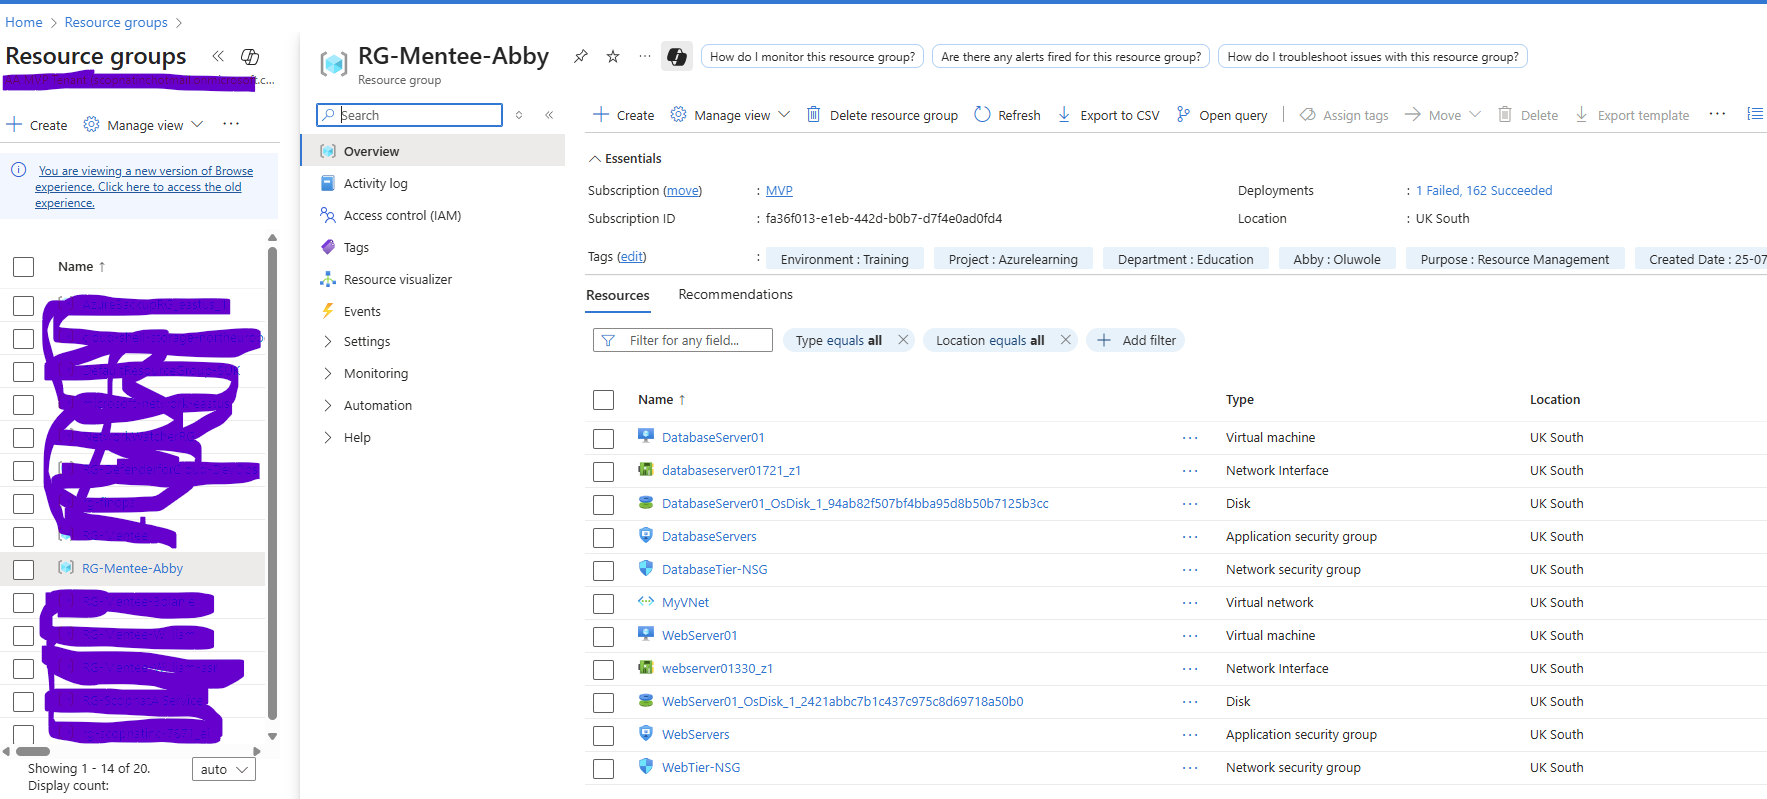 Home > Resource groups >
Resource groups
Create
Manage view
You are viewing a new version of Browse
experience. Click here to access the old
experience.
Name ↑
RG-Mentee-Abby
Showing 1 - 14 of 20.
Display count:
auto
RG-Mentee-Abby
Resource group
How do I monitor this resource group?
Are there any alerts fired for this resource group?
How do I troubleshoot issues with this resource group?
Search
Overview
Activity log
Access control (IAM)
Tags
Resource visualizer
Events
Settings
Monitoring
Automation
Help
Create
Manage view
Delete resource group
Refresh
Export to CSV
Open query
Assign tags
Move
Delete
Export template
Essentials
Subscription (move) : MVP
Deployments : 1 Failed, 162 Succeeded
Subscription ID : fa36f013-e1eb-442d-b0b7-d7f4e0ad0fd4
Location : UK South
Tags (edit) : Environment : Training Project : Azurelearning Department : Education Abby : Oluwole Purpose : Resource Management Created Date : 25-07
Resources Recommendations
Filter for any field...
Type equals all
Location equals all
Add filter
Name ↑ Type Location
DatabaseServer01 Virtual machine UK South
databaseserver01721_z1 Network Interface UK South
DatabaseServer01_OsDisk_1_94ab82f507bf4bba95d8b50b7125b3cc Disk UK South
DatabaseServers Application security group UK South
DatabaseTier-NSG Network security group UK South
MyVNet Virtual network UK South
WebServer01 Virtual machine UK South
webserver01330_z1 Network Interface UK South
WebServer01_OsDisk_1_2421abbc7b1c437c975c8d69718a50b0 Disk UK South
WebServers Application security group UK South
WebTier-NSG Network security group UK South